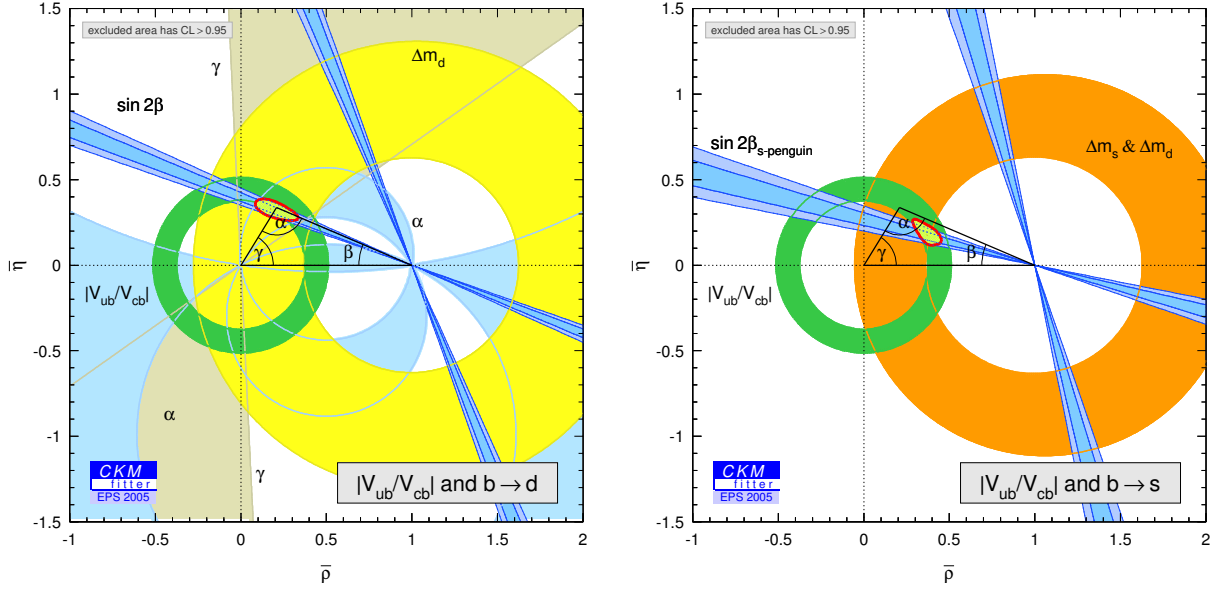 excluded area has CL > 0.95
γ
Δm_d
sin 2β
α
α
γ
β
|V_ub/V_cb|
α
γ
CKM
fitter
EPS 2005
|V_ub/V_cb| and b → d
1.5
1
0.5
0
-0.5
-1
-1.5
-1
-0.5
0
0.5
1
1.5
2
η̄
ρ̄
excluded area has CL > 0.95
sin 2β_s-penguin
Δm_s & Δm_d
α
γ
β
|V_ub/V_cb|
CKM
fitter
EPS 2005
|V_ub/V_cb| and b → s
1.5
1
0.5
0
-0.5
-1
-1.5
-1
-0.5
0
0.5
1
1.5
2
η̄
ρ̄